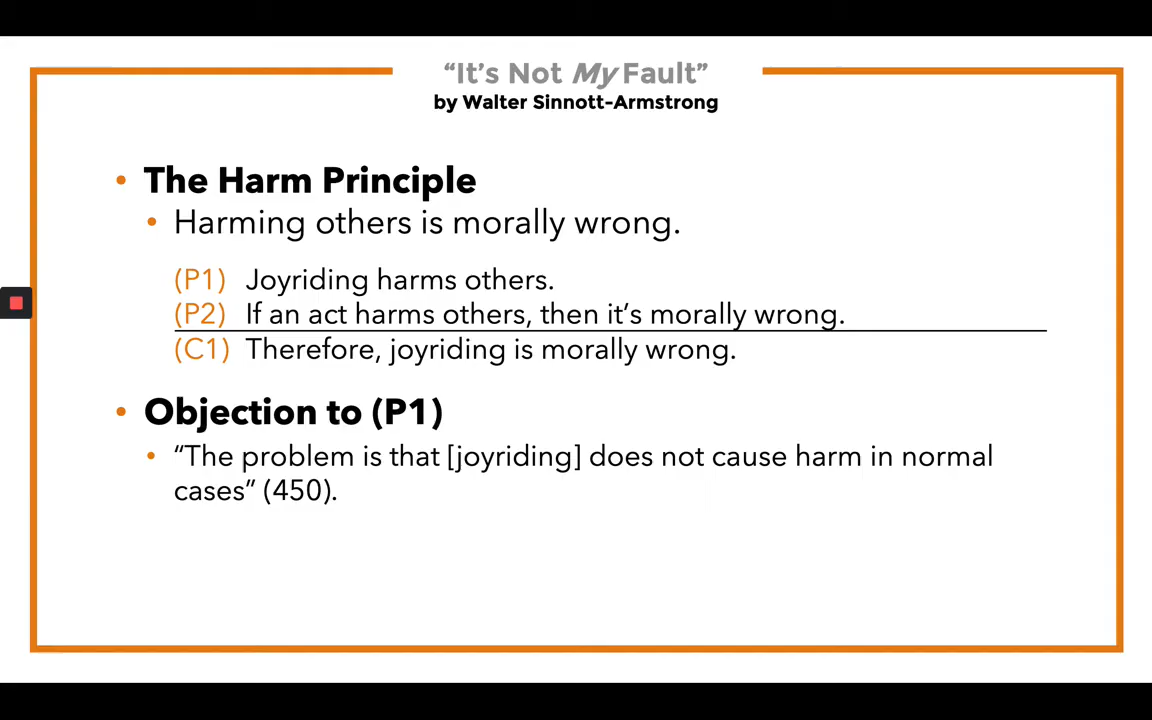 “It’s Not My Fault”
by Walter Sinnott-Armstrong
• The Harm Principle
• Harming others is morally wrong.
(P1) Joyriding harms others.
(P2) If an act harms others, then it’s morally wrong.
(C1) Therefore, joyriding is morally wrong.
• Objection to (P1)
• “The problem is that [joyriding] does not cause harm in normal
cases” (450).